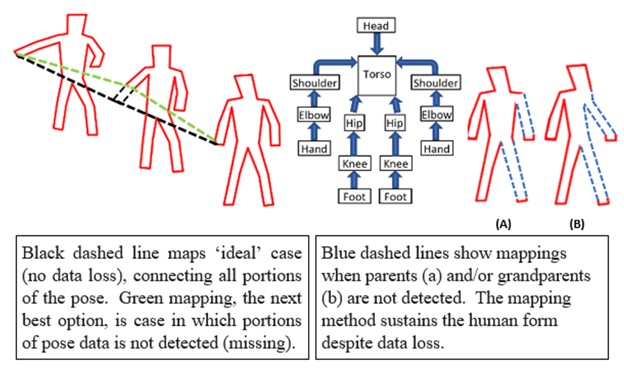 Head
Torso
Shoulder
Shoulder
Elbow
Hip
Hip
Elbow
Hand
Knee
Knee
Hand
Foot
Foot
(A)
(B)
Black dashed line maps ‘ideal’ case
(no data loss), connecting all portions
of the pose. Green mapping, the next
best option, is case in which portions
of pose data is not detected (missing).
Blue dashed lines show mappings
when parents (a) and/or grandparents
(b) are not detected. The mapping
method sustains the human form
despite data loss.